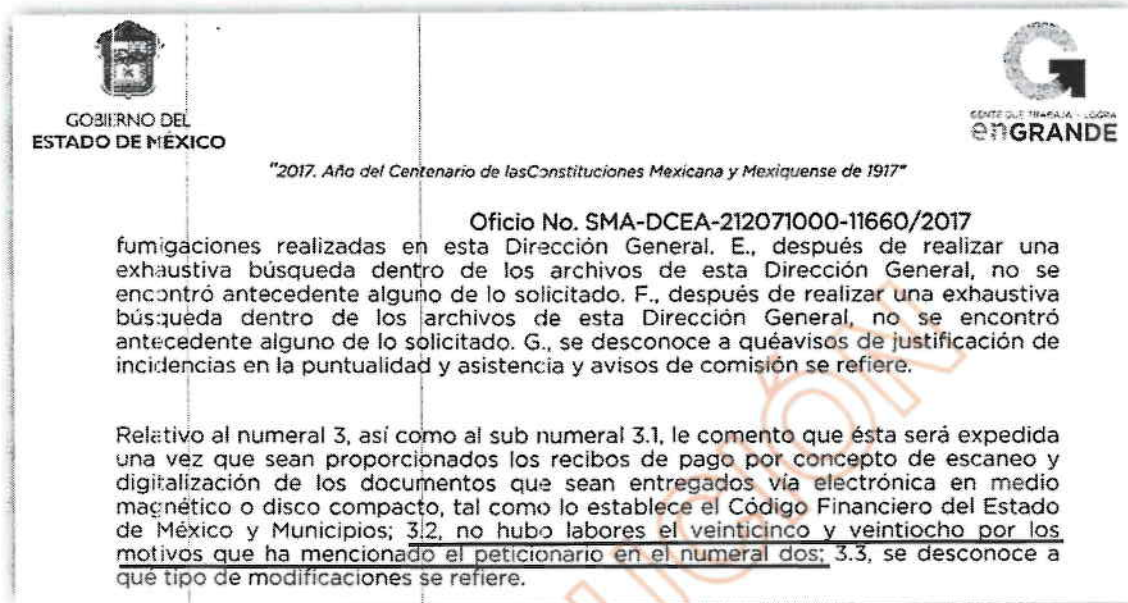 GOBIERNO DEL
ESTADO DE MÉXICO
GENTE QUE TRABAJA Y LOGRA
enGRANDE
"2017. Año del Centenario de lasConstituciones Mexicana y Mexiquense de 1917"
Oficio No. SMA-DCEA-212071000-11660/2017
fumigaciones realizadas en esta Dirección General. E., después de realizar una
exhaustiva búsqueda dentro de los archivos de esta Dirección General, no se
encontró antecedente alguno de lo solicitado. F., después de realizar una exhaustiva
búsqueda dentro de los archivos de esta Dirección General, no se encontró
antecedente alguno de lo solicitado. G., se desconoce a quéavisos de justificación de
incidencias en la puntualidad y asistencia y avisos de comisión se refiere.
Relativo al numeral 3, así como al sub numeral 3.1, le comento que ésta será expedida
una vez que sean proporcionados los recibos de pago por concepto de escaneo y
digitalización de los documentos que sean entregados vía electrónica en medio
magnético o disco compacto, tal como lo establece el Código Financiero del Estado
de México y Municipios; 3.2, no hubo labores el veinticinco y veintiocho por los
motivos que ha mencionado el peticionario en el numeral dos; 3.3, se desconoce a
qué tipo de modificaciones se refiere.